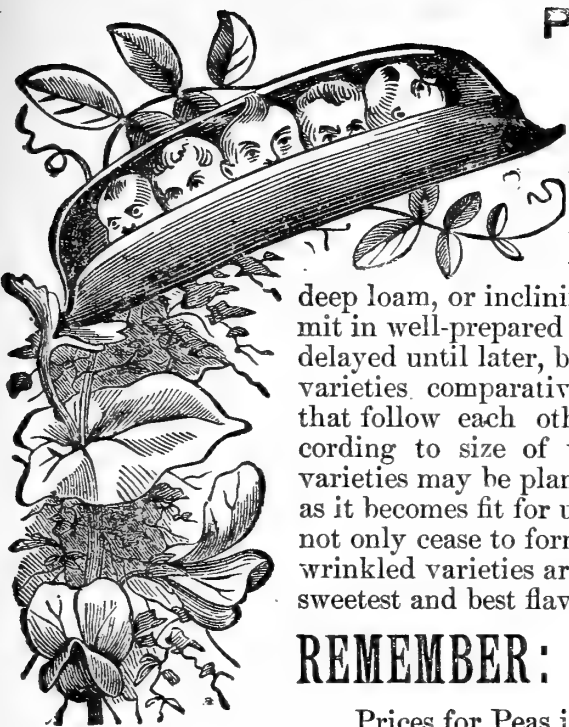 P
deep loam, or inclini
mit in well-prepared
delayed until later, b
varieties comparativ
that follow each oth
cording to size of
varieties may be plan
as it becomes fit for u
not only cease to form
wrinkled varieties ar
sweetest and best flav
REMEMBER:
Prices for Peas i